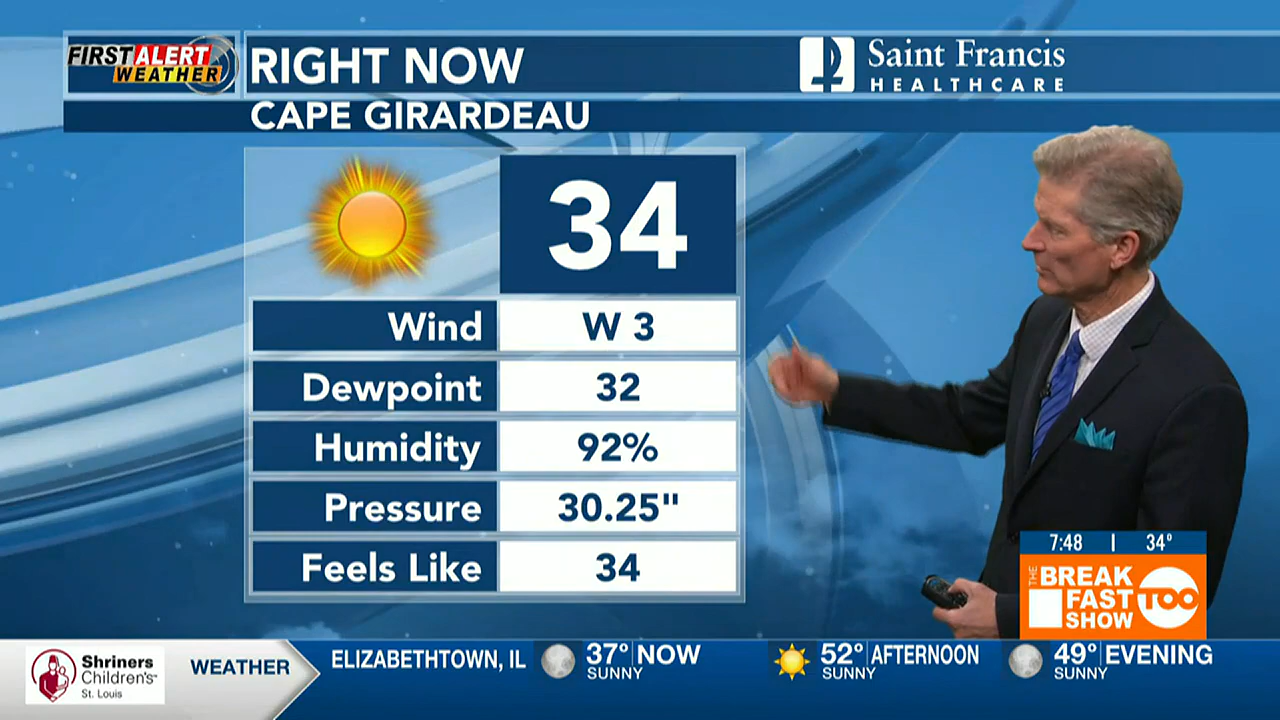 FIRST ALERT
WEATHER
RIGHT NOW
Saint Francis
HEALTHCARE
CAPE GIRARDEAU
34
Wind W 3
Dewpoint 32
Humidity 92%
Pressure 30.25"
Feels Like 34
7:48 | 34°
THE
BREAK
FAST
SHOW
TOO
Shriners
Children's™
St. Louis
WEATHER
ELIZABETHTOWN, IL
37° NOW
SUNNY
52° AFTERNOON
SUNNY
49° EVENING
SUNNY